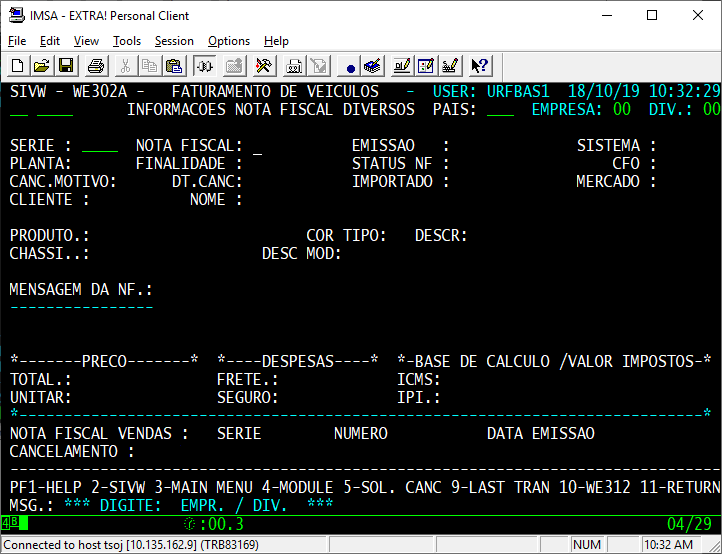 IMSA - EXTRA! Personal Client
File Edit View Tools Session Options Help
SIVW - WE302A - FATURAMENTO DE VEICULOS - USER: URFBAS1 18/10/19 10:32:29
__ ____ INFORMACOES NOTA FISCAL DIVERSOS PAIS: ___ EMPRESA: 00 DIV.: 00
SERIE : ____ NOTA FISCAL: _ EMISSAO : SISTEMA :
PLANTA: FINALIDADE : STATUS NF : CFO :
CANC.MOTIVO: DT.CANC: IMPORTADO : MERCADO :
CLIENTE : NOME :
PRODUTO.: COR TIPO: DESCR:
CHASSI..: DESC MOD:
MENSAGEM DA NF.:
----------------
*-------PRECO-------* *----DESPESAS----* *-BASE DE CALCULO /VALOR IMPOSTOS-*
TOTAL.: FRETE.: ICMS:
UNITAR: SEGURO: IPI.:
*----------------------------------------------------------------------------*
NOTA FISCAL VENDAS : SERIE NUMERO DATA EMISSAO
CANCELAMENTO :
-------------------------------------------------------------------------------
PF1-HELP 2-SIVW 3-MAIN MENU 4-MODULE 5-SOL. CANC 9-LAST TRAN 10-WE312 11-RETURN
MSG.: *** DIGITE: EMPR. / DIV. ***
4B :00.3 04/29
Connected to host tsoj [10.135.162.9] (TRB83169) NUM 10:32 AM